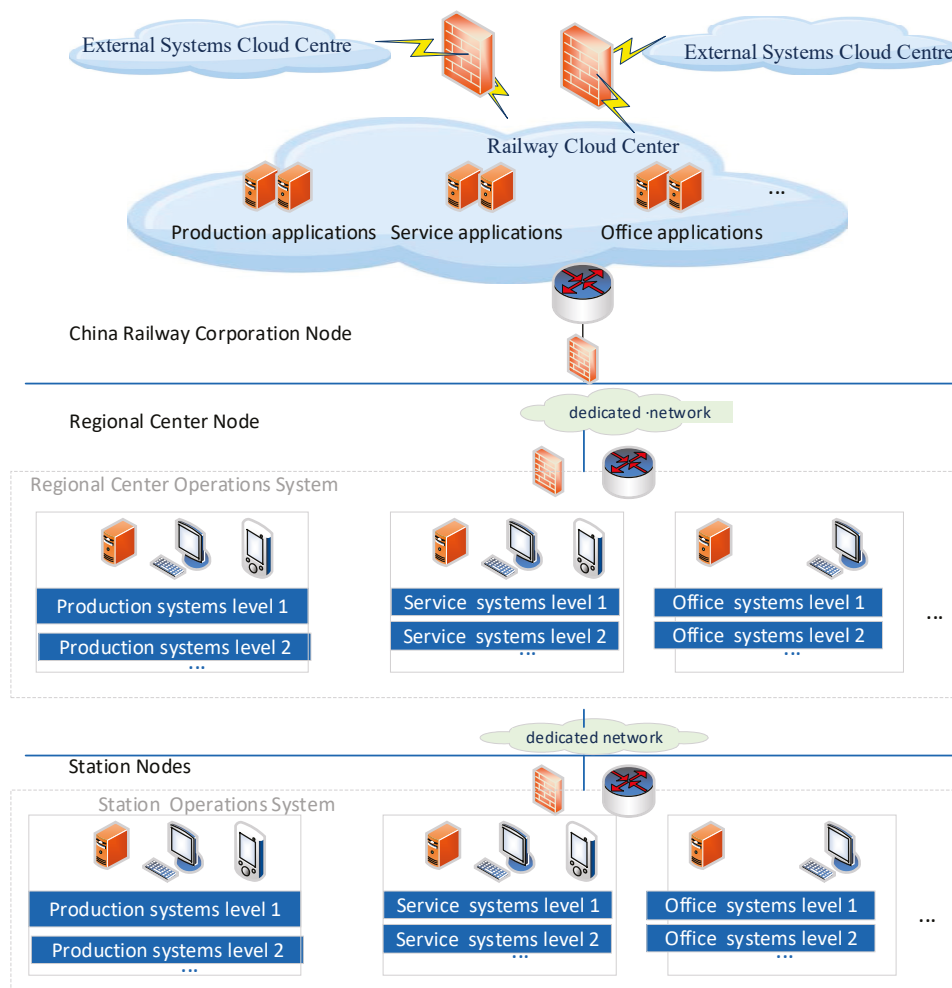 External Systems Cloud Centre
External Systems Cloud Centre
Railway Cloud Center
...
Production applications
Service applications
Office applications
China Railway Corporation Node
dedicated ·network
Regional Center Node
Regional Center Operations System
Production systems level 1
Service systems level 1
Office systems level 1
...
Production systems level 2
Service systems level 2
Office systems level 2
...
...
...
dedicated network
Station Nodes
Station Operations System
Production systems level 1
Service systems level 1
Office systems level 1
...
Production systems level 2
Service systems level 2
Office systems level 2
...
...
...